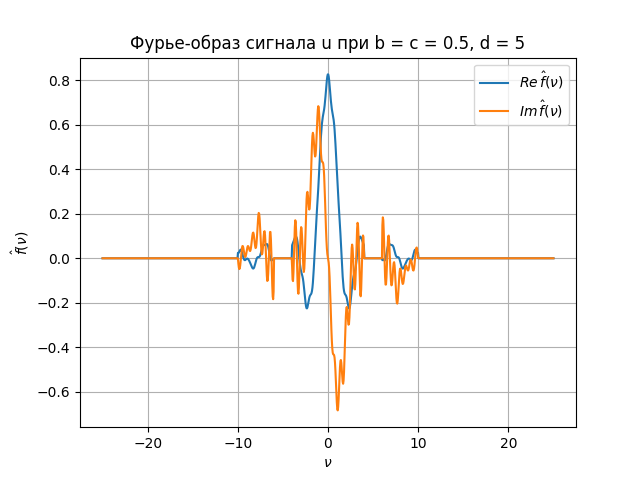 Фурье-образ сигнала u при b = c = 0.5, d = 5
Re f̂(ν)
Im f̂(ν)
0.8
0.6
0.4
0.2
0.0
−0.2
−0.4
−0.6
f̂(ν)
−20
−10
0
10
20
ν